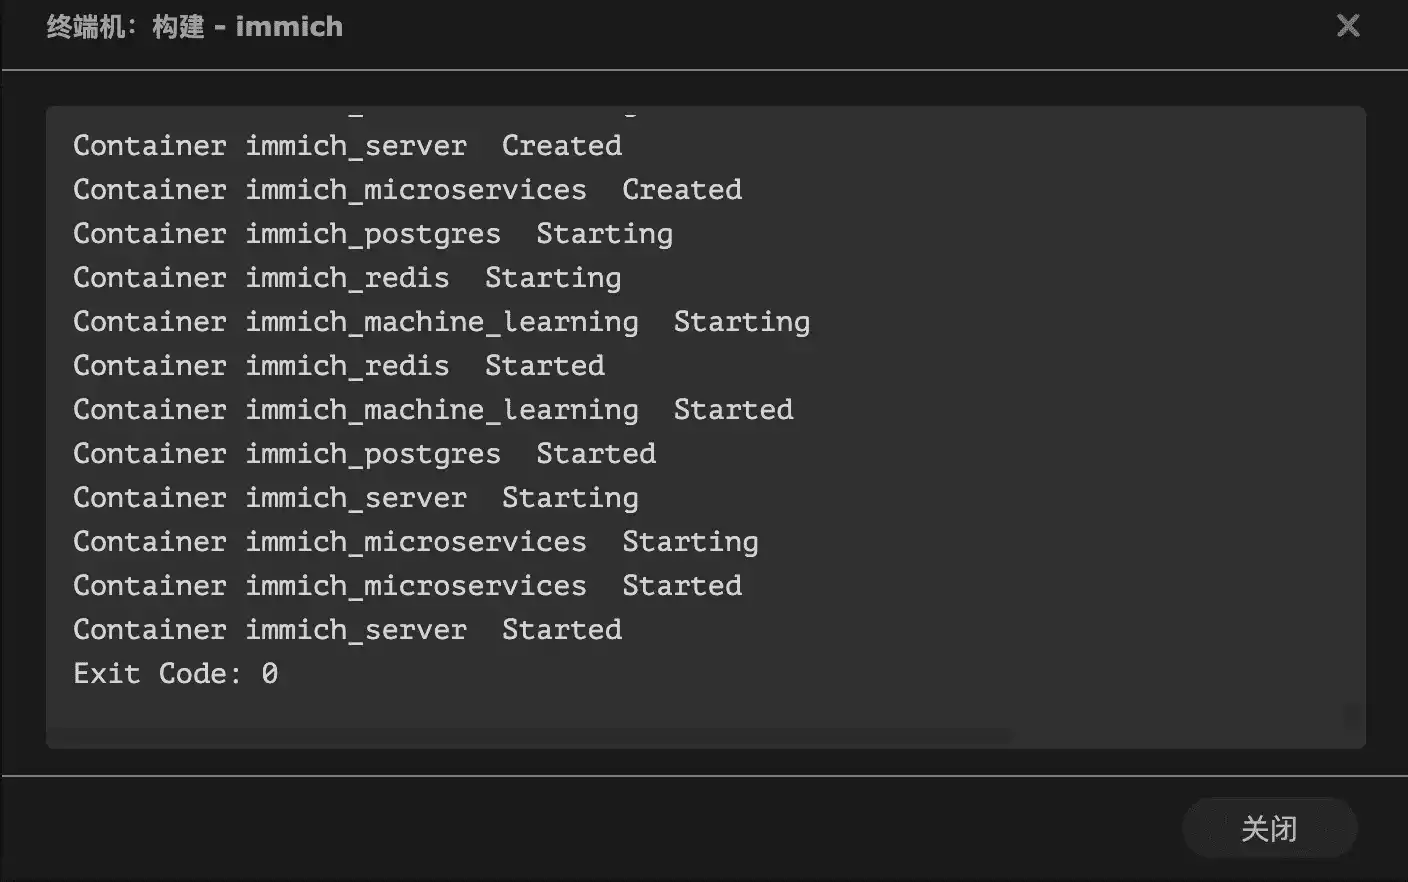 终端机：构建 - immich
Container immich_server  Created
Container immich_microservices  Created
Container immich_postgres  Starting
Container immich_redis  Starting
Container immich_machine_learning  Starting
Container immich_redis  Started
Container immich_machine_learning  Started
Container immich_postgres  Started
Container immich_server  Starting
Container immich_microservices  Starting
Container immich_microservices  Started
Container immich_server  Started
Exit Code: 0
关闭